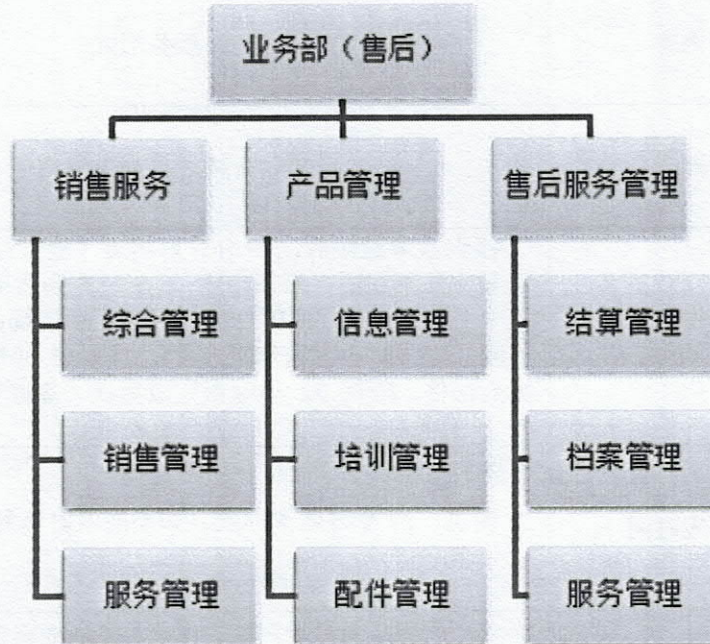 业务部（售后）
销售服务
产品管理
售后服务管理
综合管理
信息管理
结算管理
销售管理
培训管理
档案管理
服务管理
配件管理
服务管理